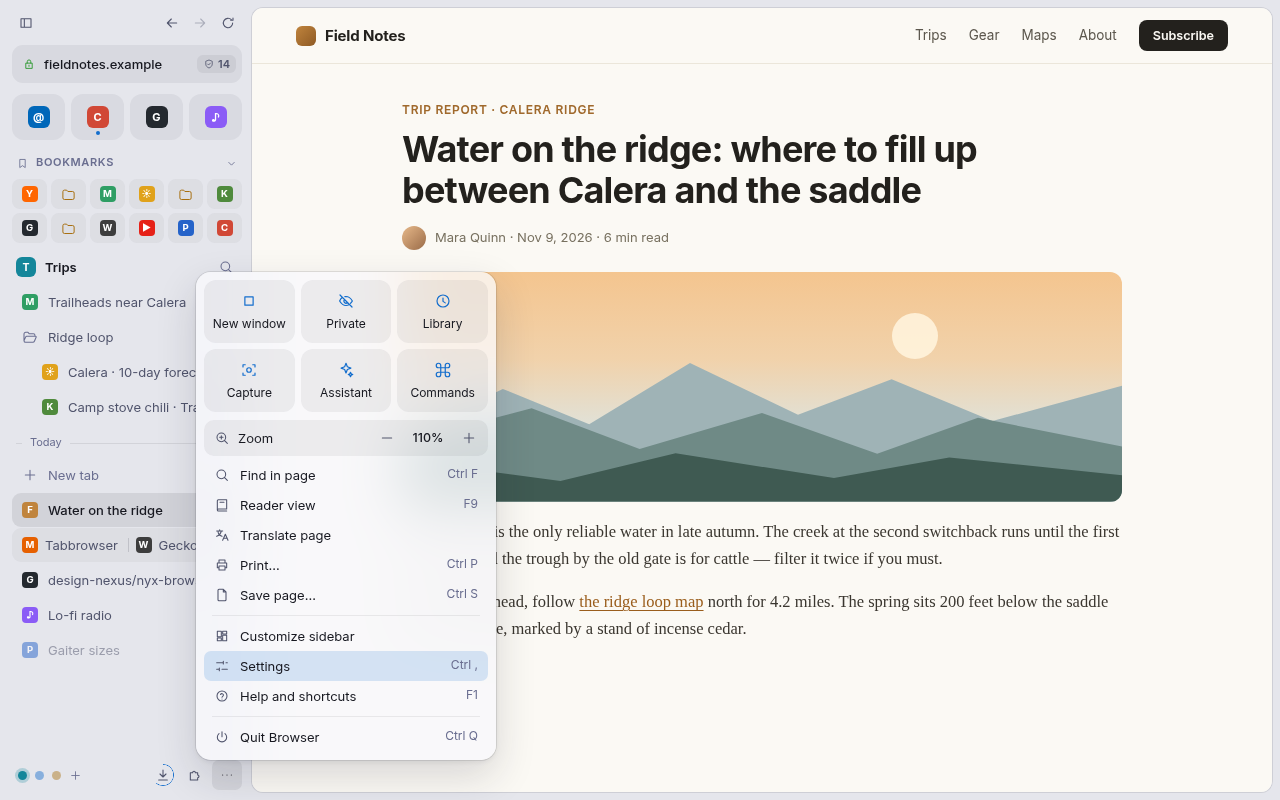 fieldnotes.example 14
@ C G
BOOKMARKS
Y M K
G W P C
T Trips
M Trailheads near Calera
Ridge loop
Calera · 10-day forec
K Camp stove chili · Tra
Today
New tab
F Water on the ridge
M Tabbrowser W Gecko
G design-nexus/nyx-brow
Lo-fi radio
P Gaiter sizes
New window Private Library
Capture Assistant Commands
Zoom 110%
Find in page Ctrl F
Reader view F9
Translate page
Print... Ctrl P
Save page... Ctrl S
Customize sidebar
Settings Ctrl ,
Help and shortcuts F1
Quit Browser Ctrl Q
Field Notes Trips Gear Maps About Subscribe
TRIP REPORT · CALERA RIDGE
Water on the ridge: where to fill up
between Calera and the saddle
Mara Quinn · Nov 9, 2026 · 6 min read
is the only reliable water in late autumn. The creek at the second switchback runs until the first
the trough by the old gate is for cattle — filter it twice if you must.
follow the ridge loop map north for 4.2 miles. The spring sits 200 feet below the saddle
marked by a stand of incense cedar.